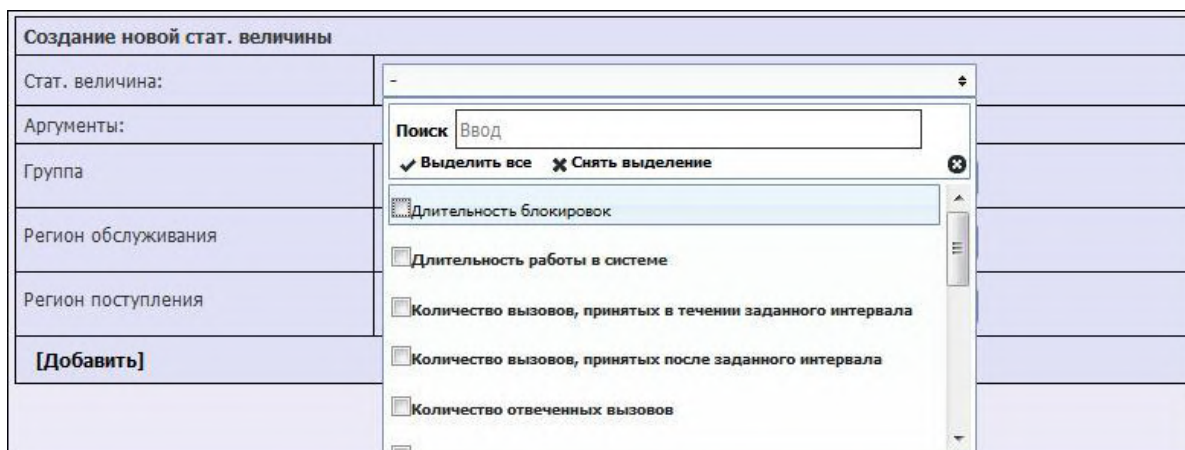 Создание новой стат. величины
Стат. величина:
-
Аргументы:
Поиск Ввод
Выделить все Снять выделение
Группа
Длительность блокировок
Регион обслуживания
Длительность работы в системе
Регион поступления
Количество вызовов, принятых в течении заданного интервала
[Добавить]
Количество вызовов, принятых после заданного интервала
Количество отвеченных вызовов